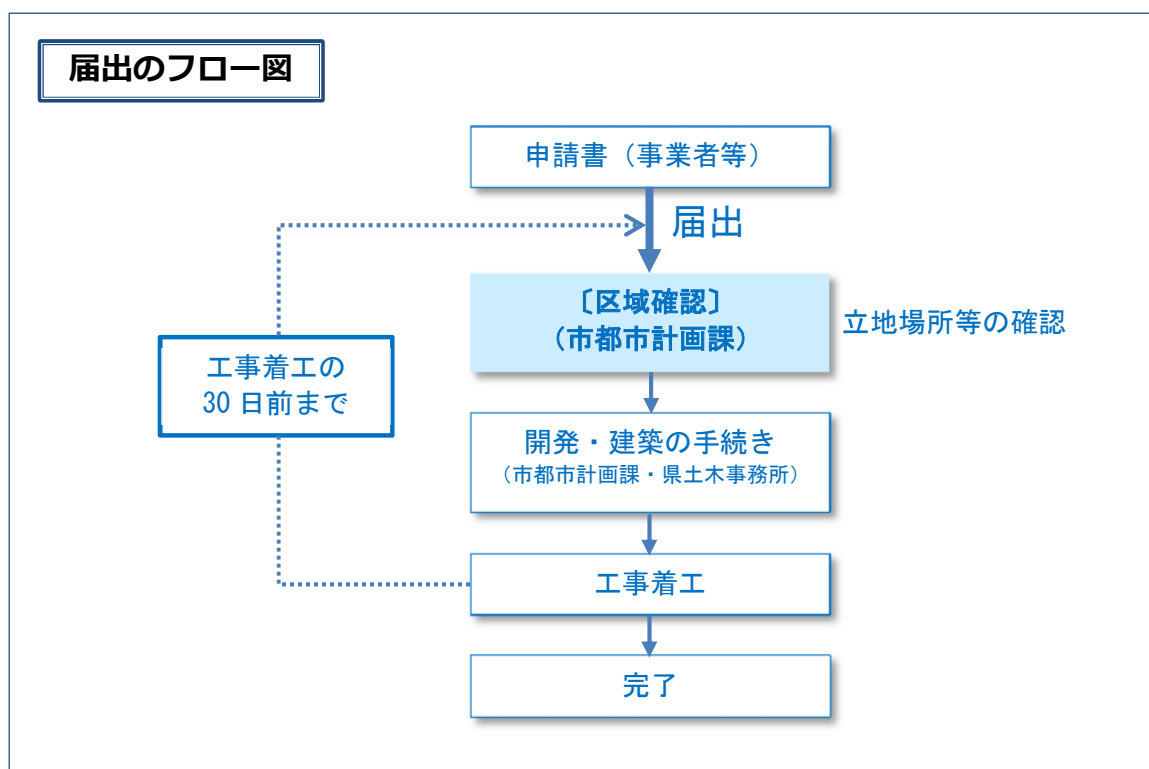 届出のフロー図
申請書（事業者等）
届出
〔区域確認〕
（市都市計画課）
立地場所等の確認
工事着工の
30 日前まで
開発・建築の手続き
（市都市計画課・県土木事務所）
工事着工
完了